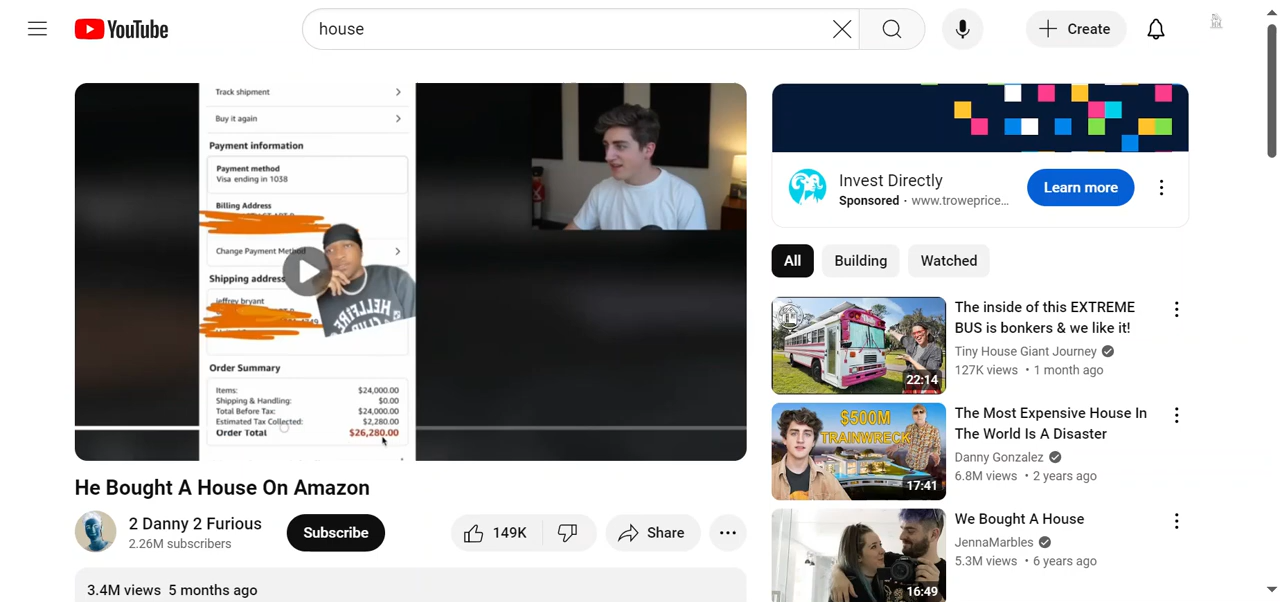 YouTube
house
Create
Track shipment
Buy it again
Payment information
Payment method
Visa ending in 1038
Billing Address
Change Payment Method
Shipping address
jeffrey bryant
HELLFIRE
CLUB
Order Summary
Items: $24,000.00
Shipping & Handling: $0.00
Total Before Tax: $24,000.00
Estimated Tax Collected: $2,280.00
Order Total $26,280.00
He Bought A House On Amazon
2 Danny 2 Furious
2.26M subscribers
Subscribe
149K
Share
3.4M views 5 months ago
Invest Directly
Sponsored · www.troweprice...
Learn more
All
Building
Watched
22:14
The inside of this EXTREME
BUS is bonkers & we like it!
Tiny House Giant Journey
127K views • 1 month ago
$500M
TRAINWRECK
17:41
The Most Expensive House In
The World Is A Disaster
Danny Gonzalez
6.8M views • 2 years ago
16:49
We Bought A House
JennaMarbles
5.3M views • 6 years ago